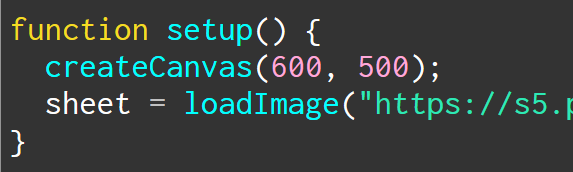 function setup() {
  createCanvas(600, 500);
  sheet = loadImage("https://s5.p
}